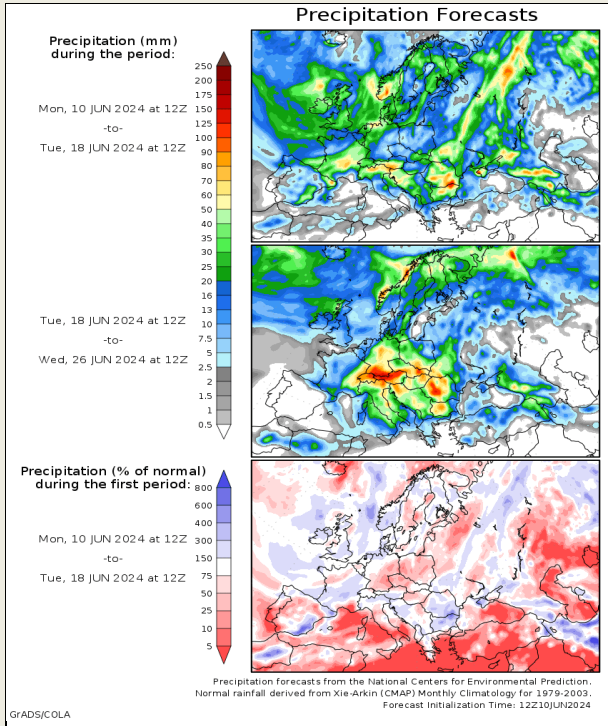 Precipitation Forecasts
Precipitation (mm)
during the period:
Mon, 10 JUN 2024 at 12Z
-to-
Tue, 18 JUN 2024 at 12Z
250
200
175
150
125
100
90
80
70
60
50
40
35
30
25
20
16
13
10
7.5
5
2.5
2
1.5
1
0.5
Tue, 18 JUN 2024 at 12Z
-to-
Wed, 26 JUN 2024 at 12Z
Precipitation (% of normal)
during the first period:
Mon, 10 JUN 2024 at 12Z
-to-
Tue, 18 JUN 2024 at 12Z
800
600
400
300
150
75
50
25
10
5
Precipitation forecasts from the National Centers for Environmental Prediction.
Normal rainfall derived from Xie-Arkin (CMAP) Monthly Climatology for 1979-2003.
Forecast Initialization Time: 12Z10JUN2024
GrADS/COLA